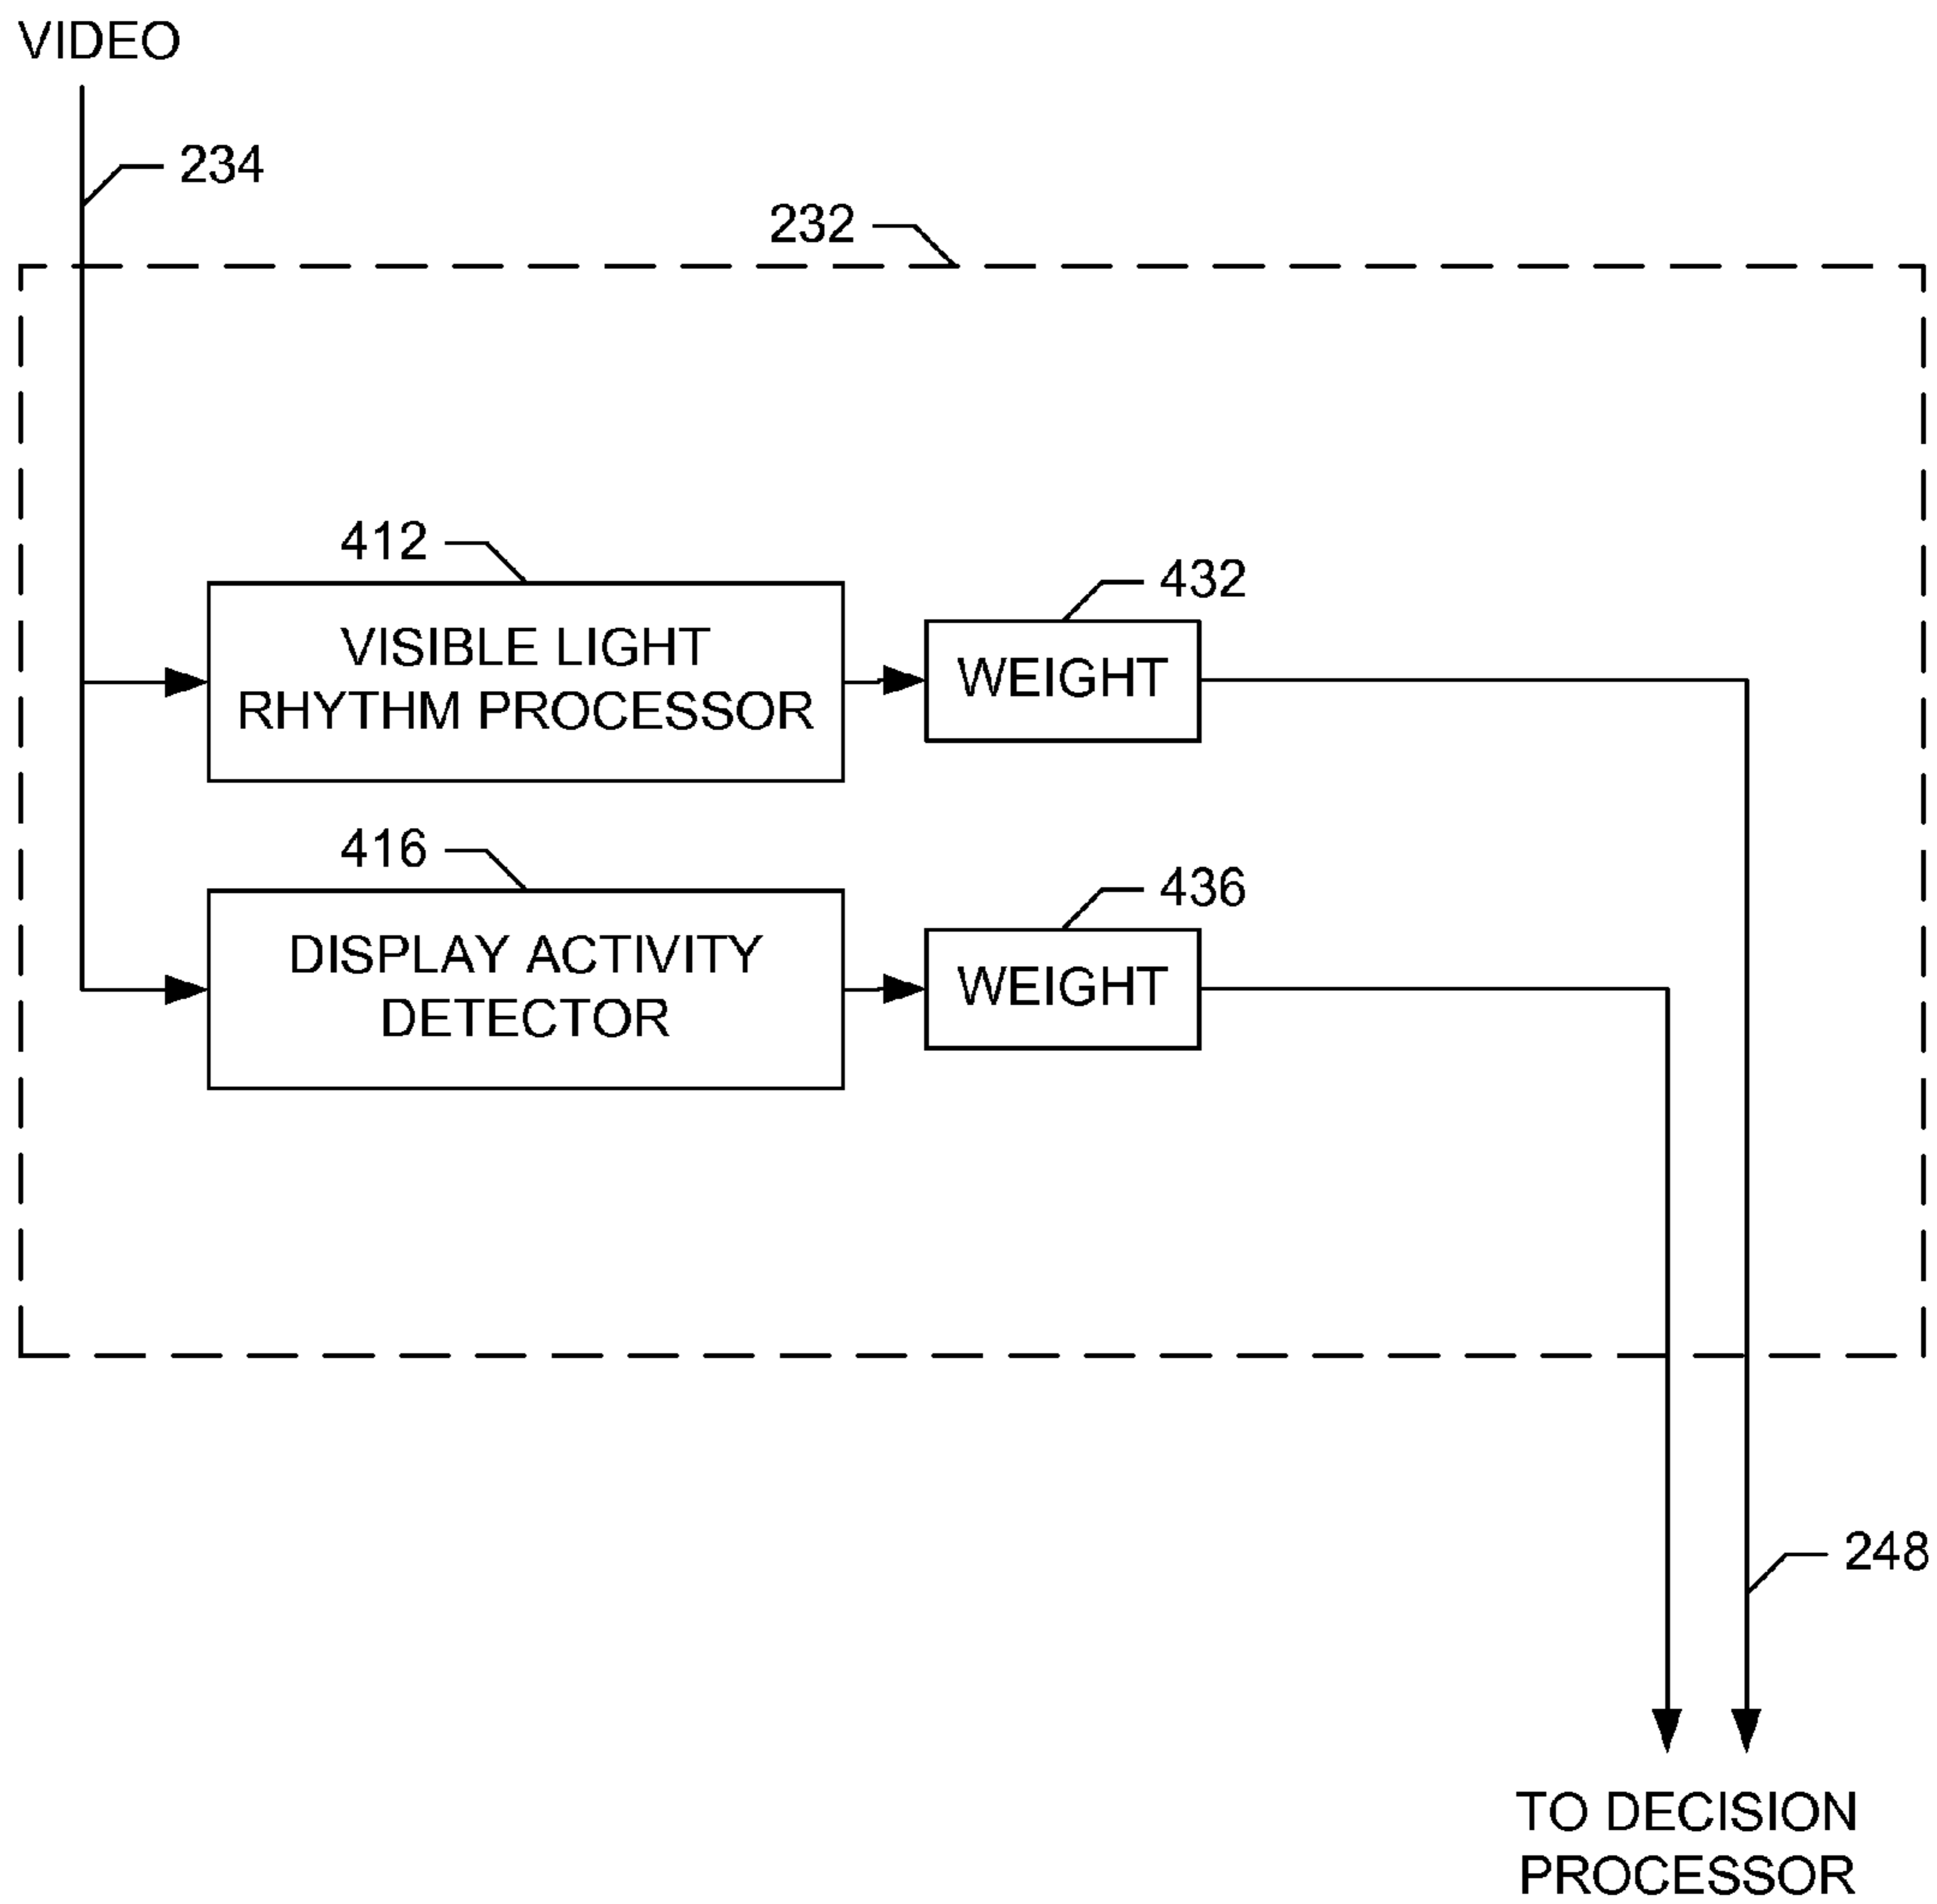 VIDEO
234
232
412
VISIBLE LIGHT
RHYTHM PROCESSOR
432
WEIGHT
416
DISPLAY ACTIVITY
DETECTOR
436
WEIGHT
248
TO DECISION
PROCESSOR